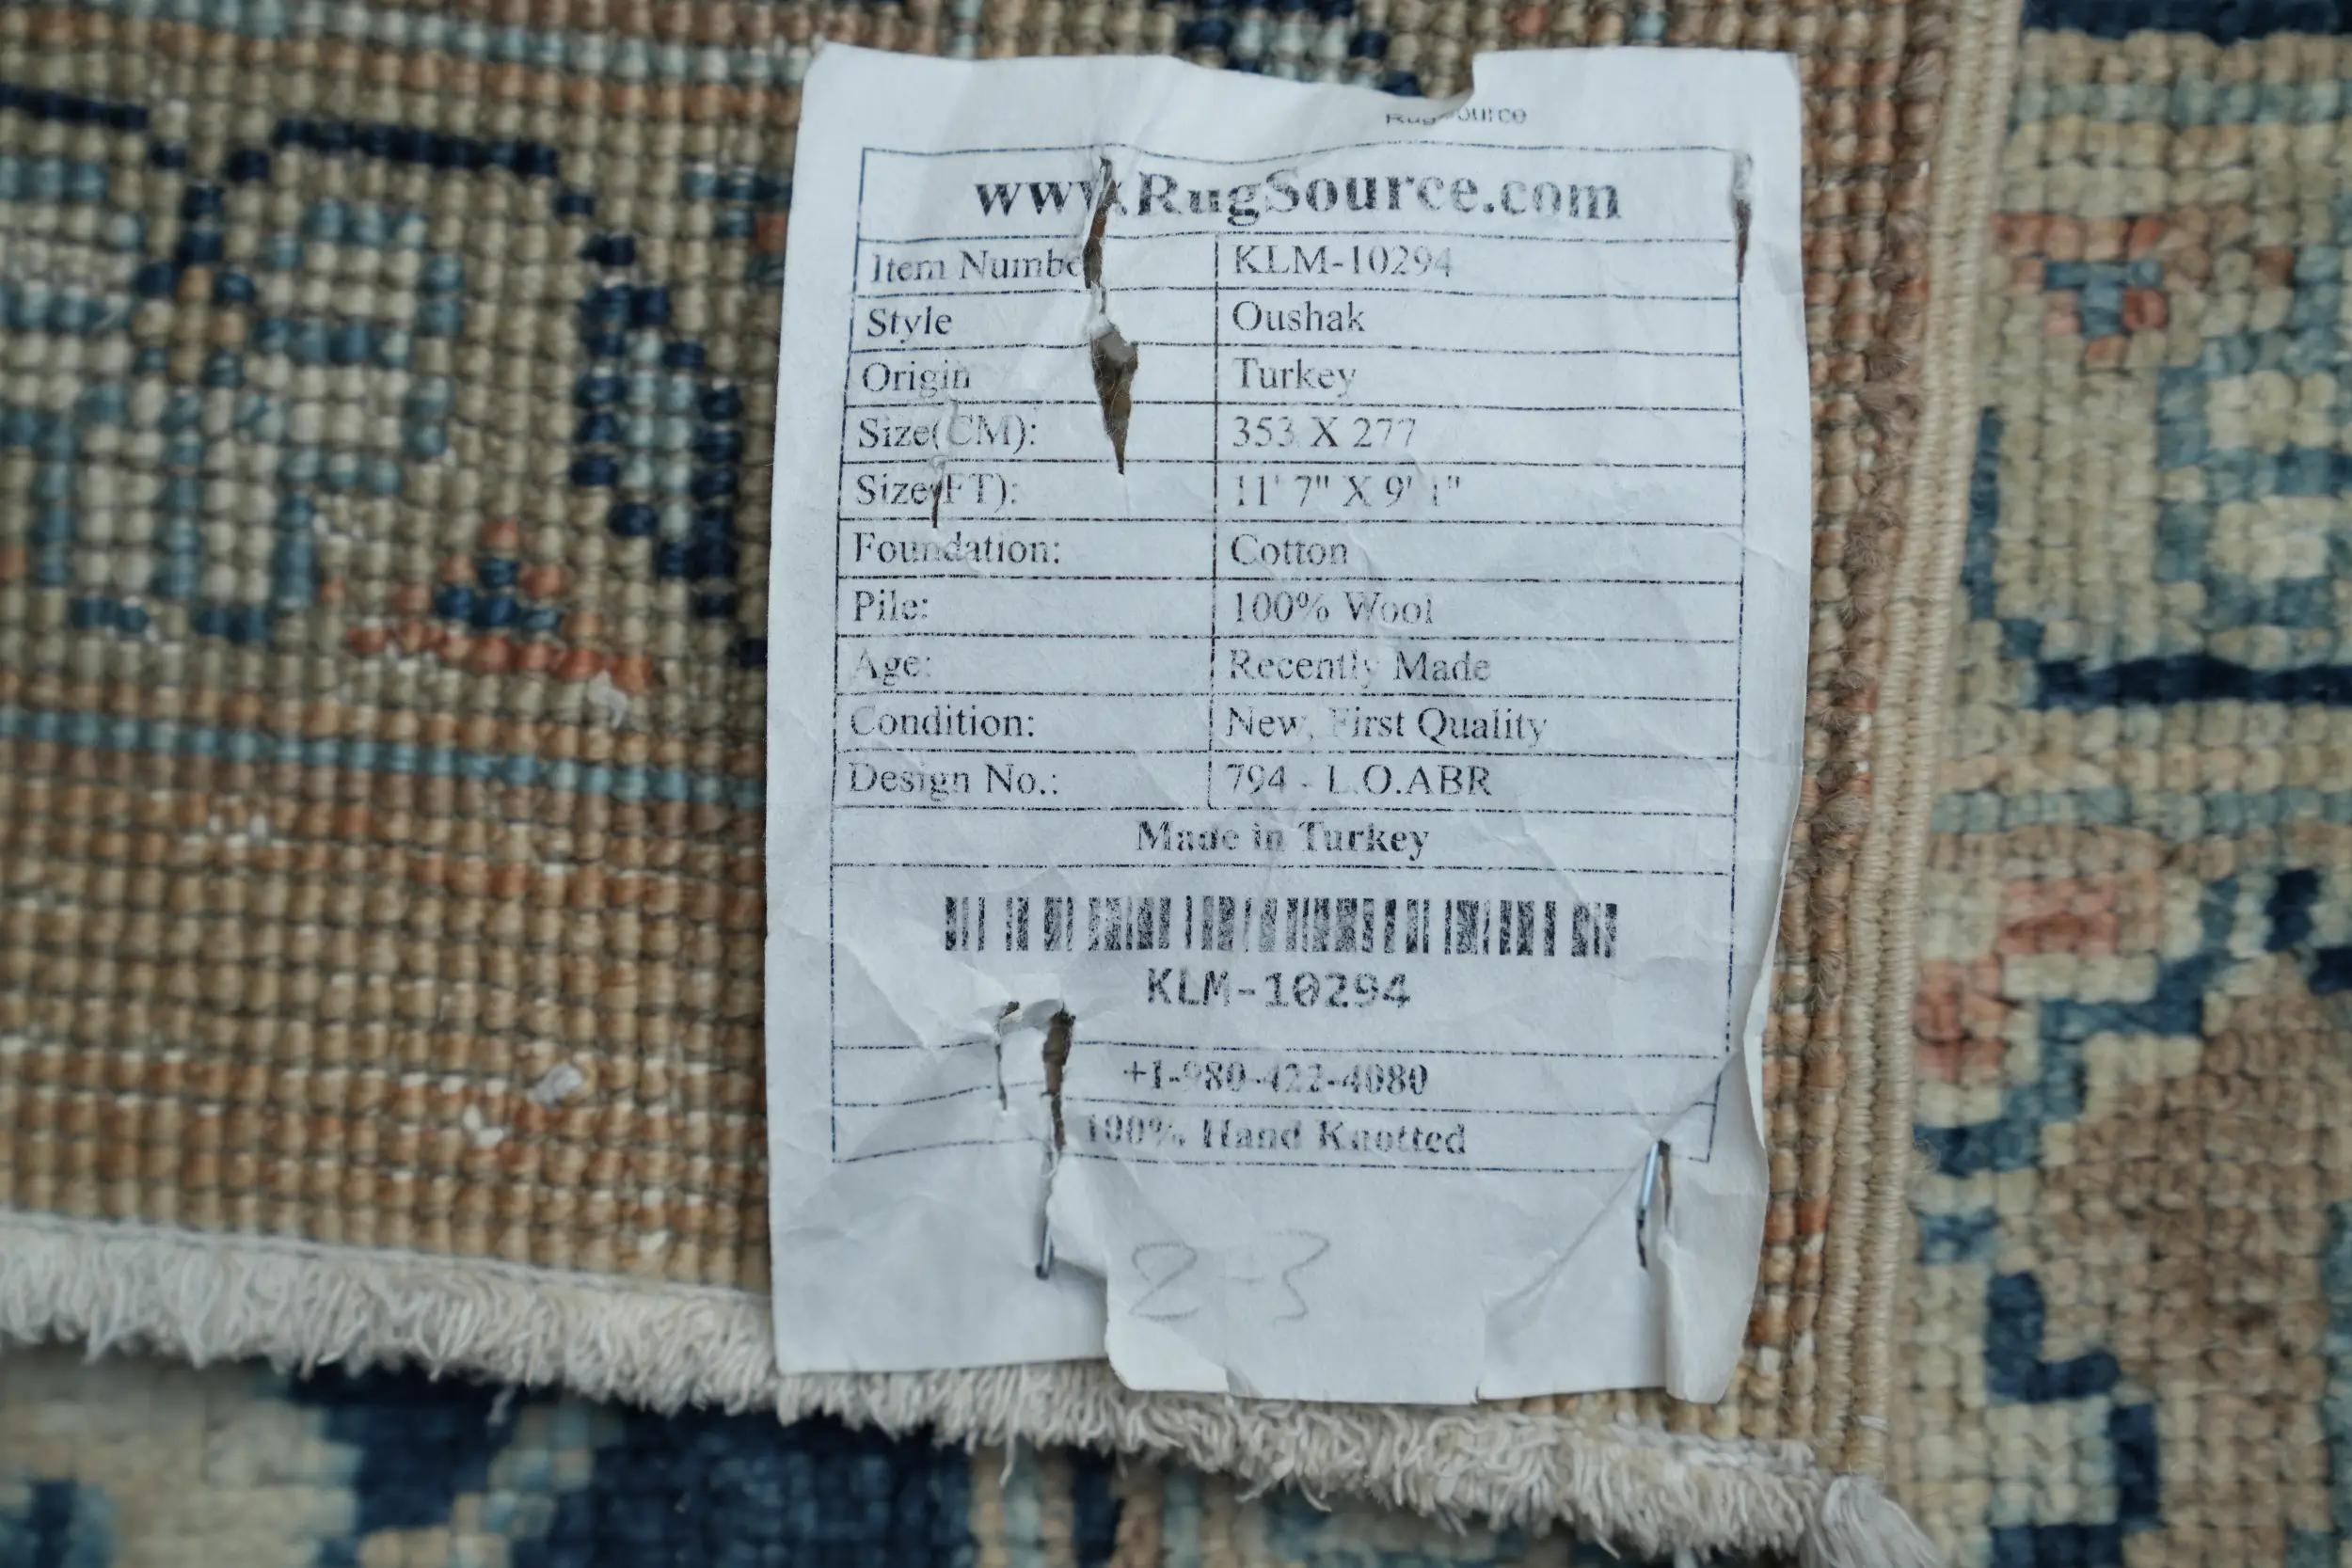 RugSource
www.RugSource.com
Item Number KLM-10294
Style Oushak
Origin Turkey
Size(CM): 353 X 277
Size(FT): 11' 7" X 9' 1"
Foundation: Cotton
Pile: 100% Wool
Age: Recently Made
Condition: New, First Quality
Design No.: 794 - L.O.ABR
Made in Turkey
KLM-10294
+1-980-422-4080
100% Hand Knotted
2-3